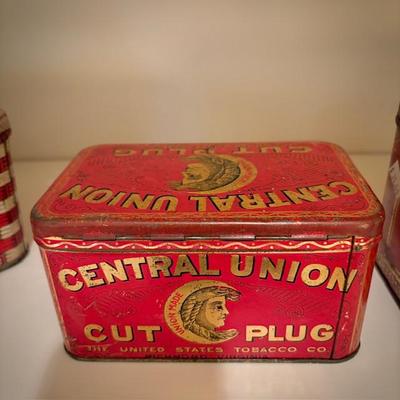 CUT PLUG
CENTRAL UNION
CENTRAL UNION
UNION MADE
CUT PLUG
THE UNITED STATES TOBACCO CO.